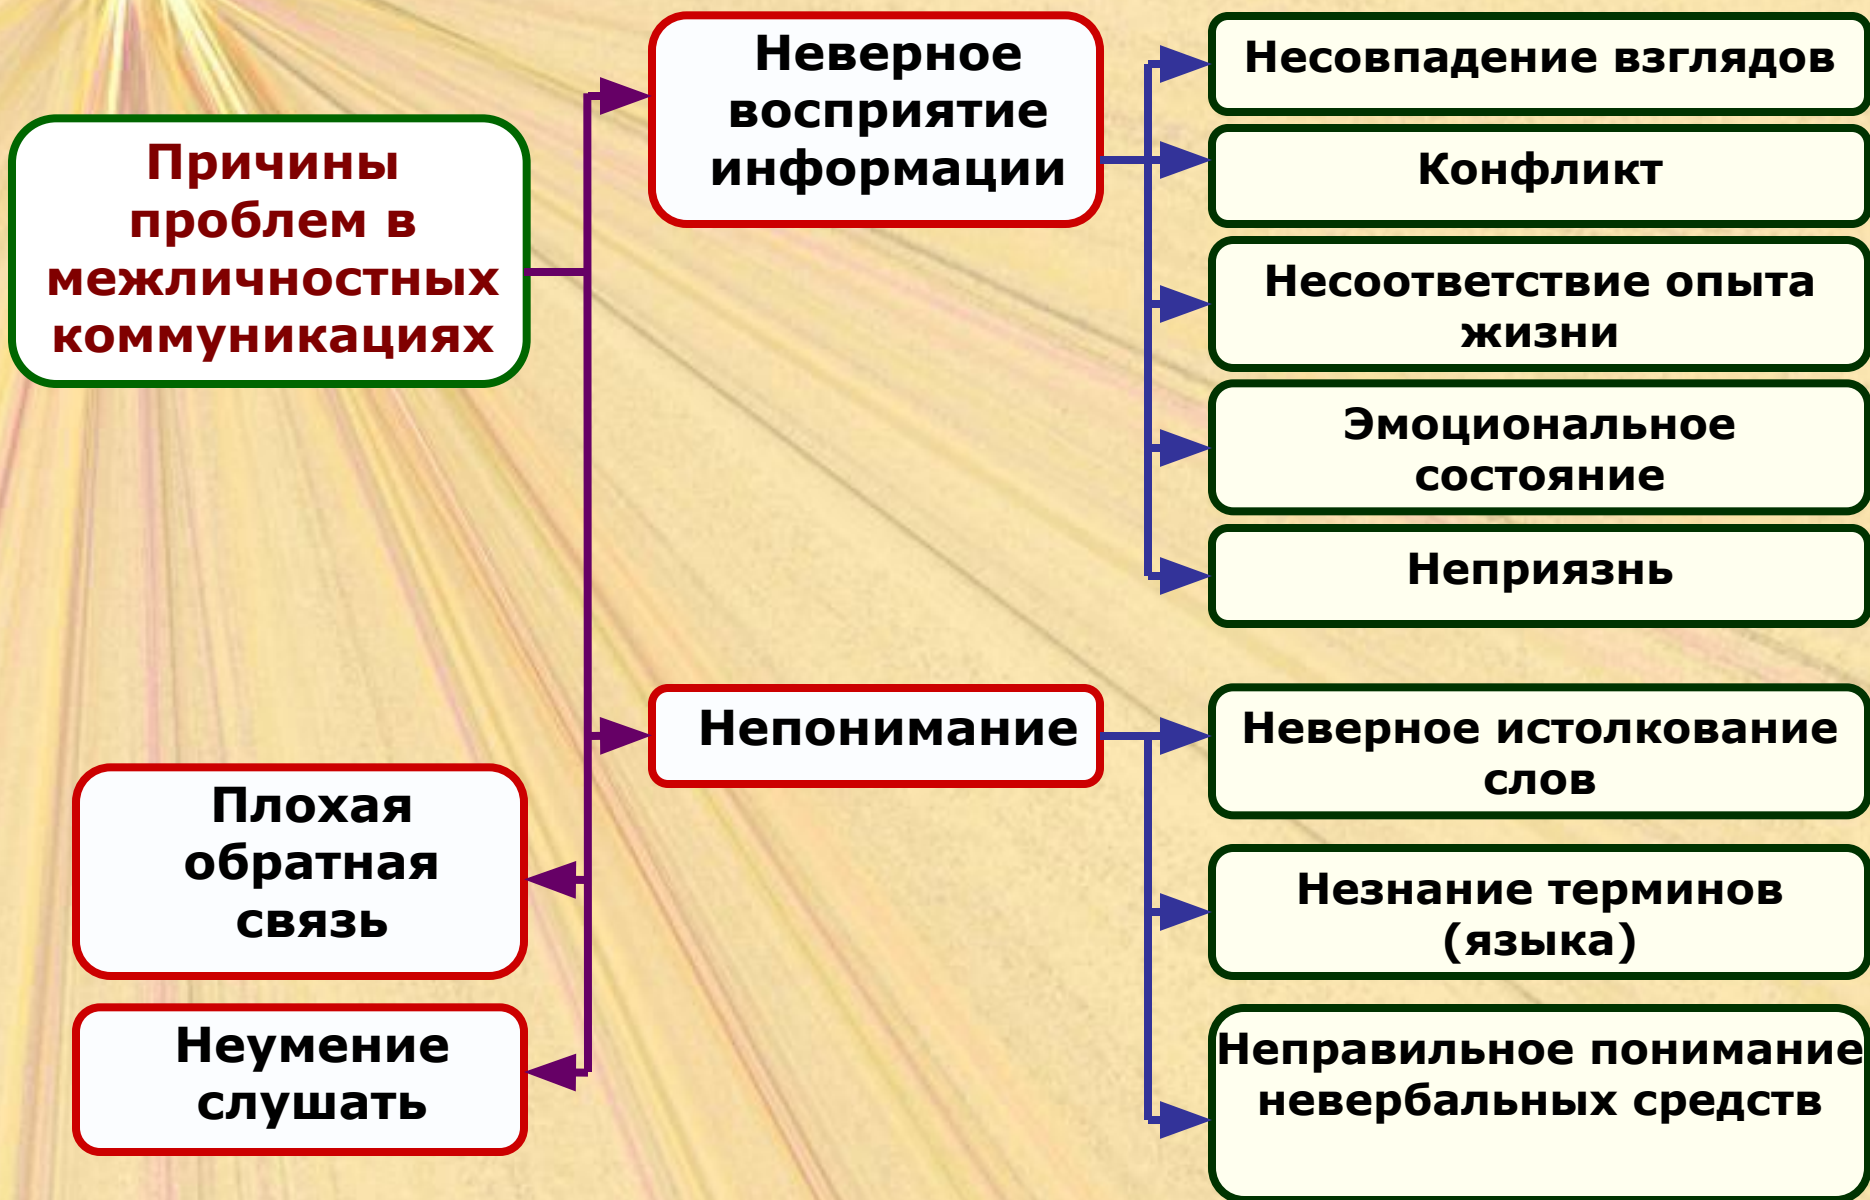 Причины
проблем в
межличностных
коммуникациях
Неверное
восприятие
информации
Несовпадение взглядов
Конфликт
Несоответствие опыта
жизни
Эмоциональное
состояние
Неприязнь
Непонимание
Неверное истолкование
слов
Незнание терминов
(языка)
Неправильное понимание
невербальных средств
Плохая
обратная
связь
Неумение
слушать